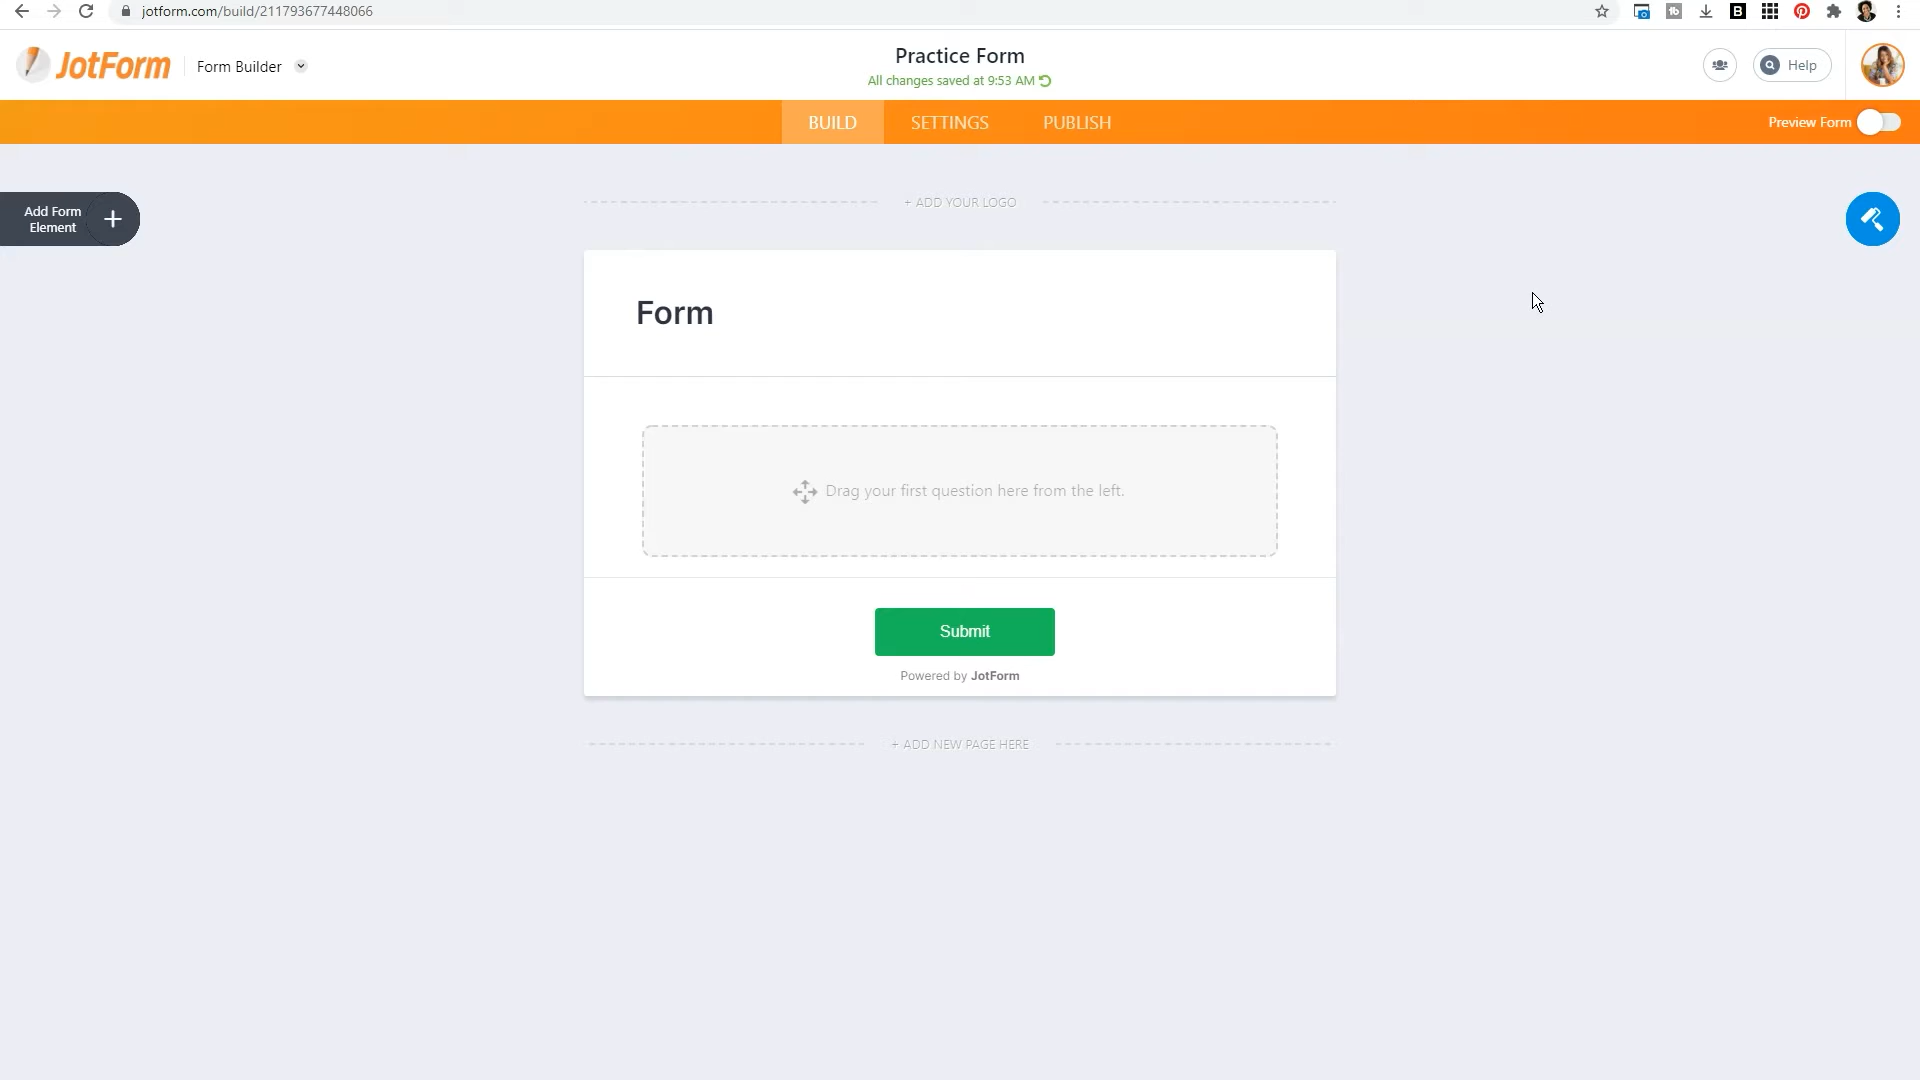 jotform.com/build/211793677448066
JotForm
Form Builder
Practice Form
All changes saved at 9:53 AM
Help
BUILD
SETTINGS
PUBLISH
Preview Form
Add Form
Element
+ ADD YOUR LOGO
Form
Drag your first question here from the left.
Submit
Powered by JotForm
+ ADD NEW PAGE HERE